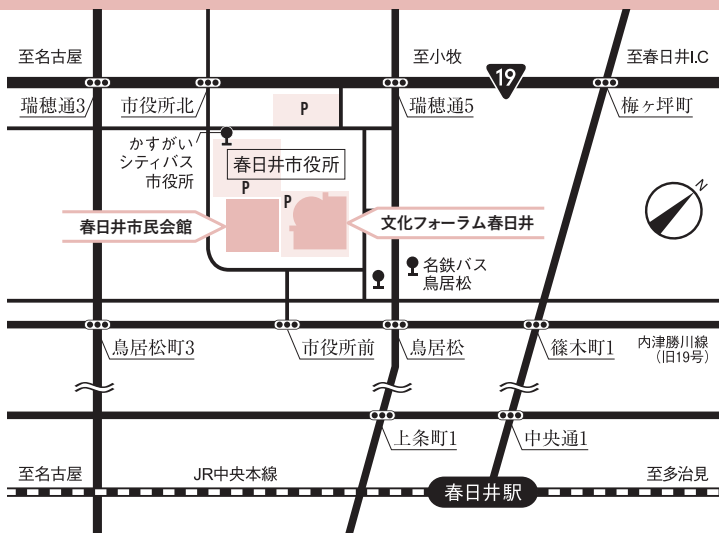 至名古屋
至小牧
19
至春日井I.C
瑞穂通3
市役所北
P
瑞穂通5
梅ヶ坪町
かすがい
シティバス
市役所
春日井市役所
P
P
N
春日井市民会館
文化フォーラム春日井
名鉄バス
鳥居松
鳥居松町3
市役所前
鳥居松
篠木町1
内津勝川線
(旧19号)
上条町1
中央通1
至名古屋
JR中央本線
春日井駅
至多治見